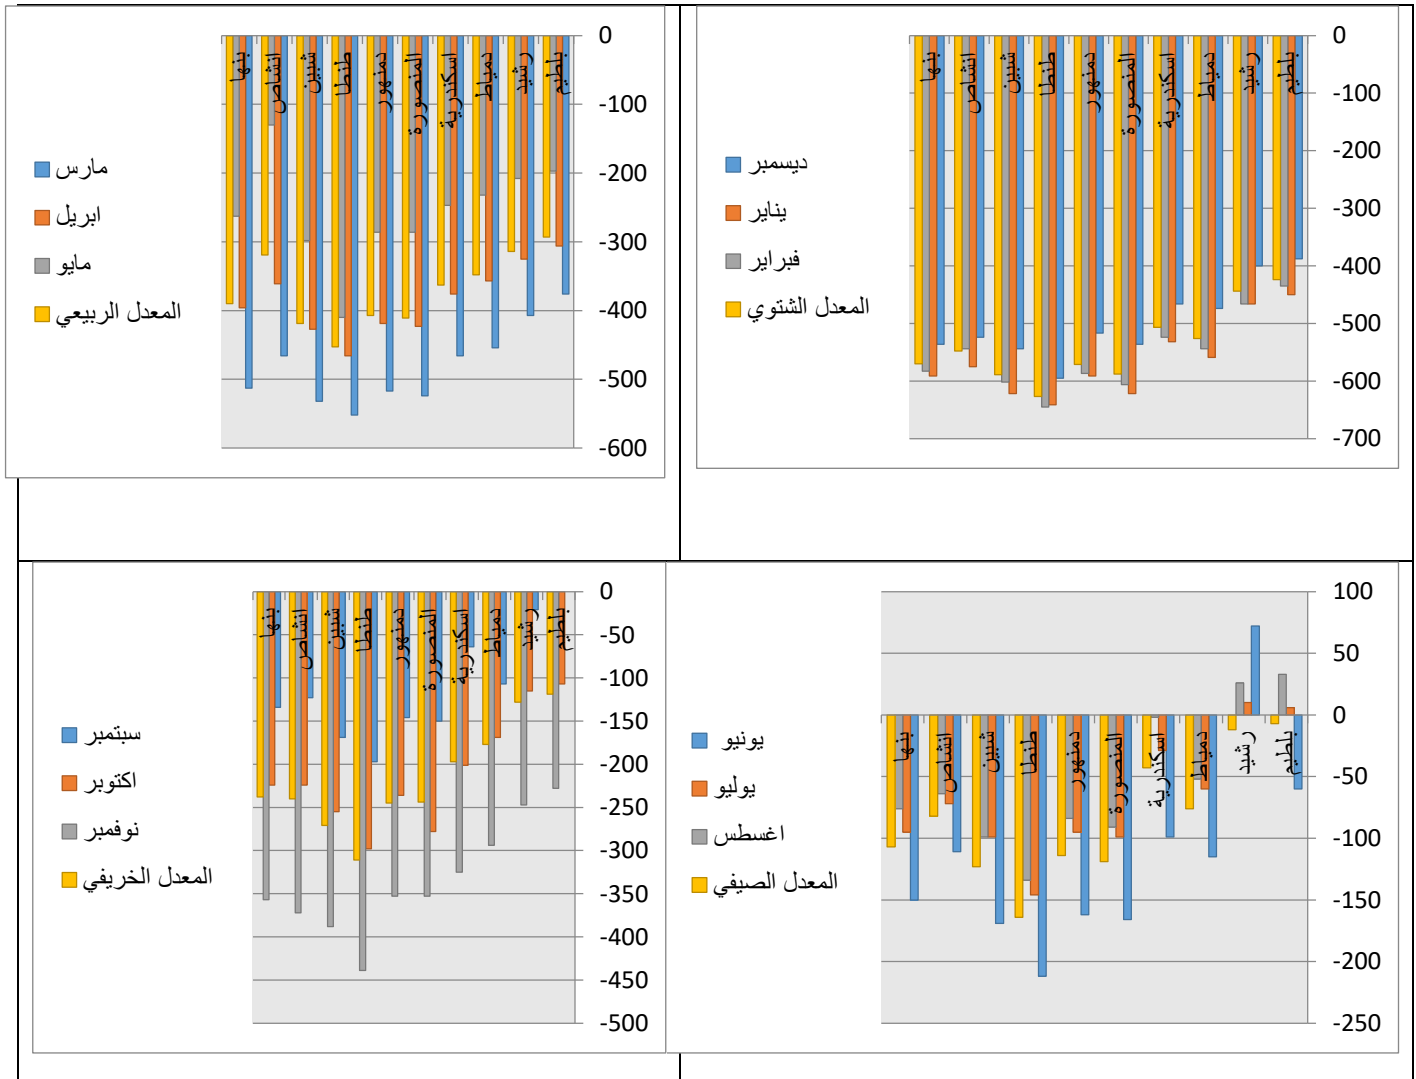 0
-100
-200
-300
-400
-500
-600
-700
بلطيم
رشيد
دمياط
اسكندرية
المنصورة
دمنهور
طنطا
شبين
انشاص
بنها
ديسمبر
يناير
فبراير
المعدل الشتوي
0
-100
-200
-300
-400
-500
-600
بلطيم
رشيد
دمياط
اسكندرية
المنصورة
دمنهور
طنطا
شبين
انشاص
بنها
مارس
ابريل
مايو
المعدل الربيعي
100
50
0
-50
-100
-150
-200
-250
بلطيم
رشيد
دمياط
اسكندرية
المنصورة
دمنهور
طنطا
شبين
انشاص
بنها
يونيو
يوليو
اغسطس
المعدل الصيفي
0
-50
-100
-150
-200
-250
-300
-350
-400
-450
-500
بلطيم
رشيد
دمياط
اسكندرية
المنصورة
دمنهور
طنطا
شبين
انشاص
بنها
سبتمبر
اكتوبر
نوفمبر
المعدل الخريفي